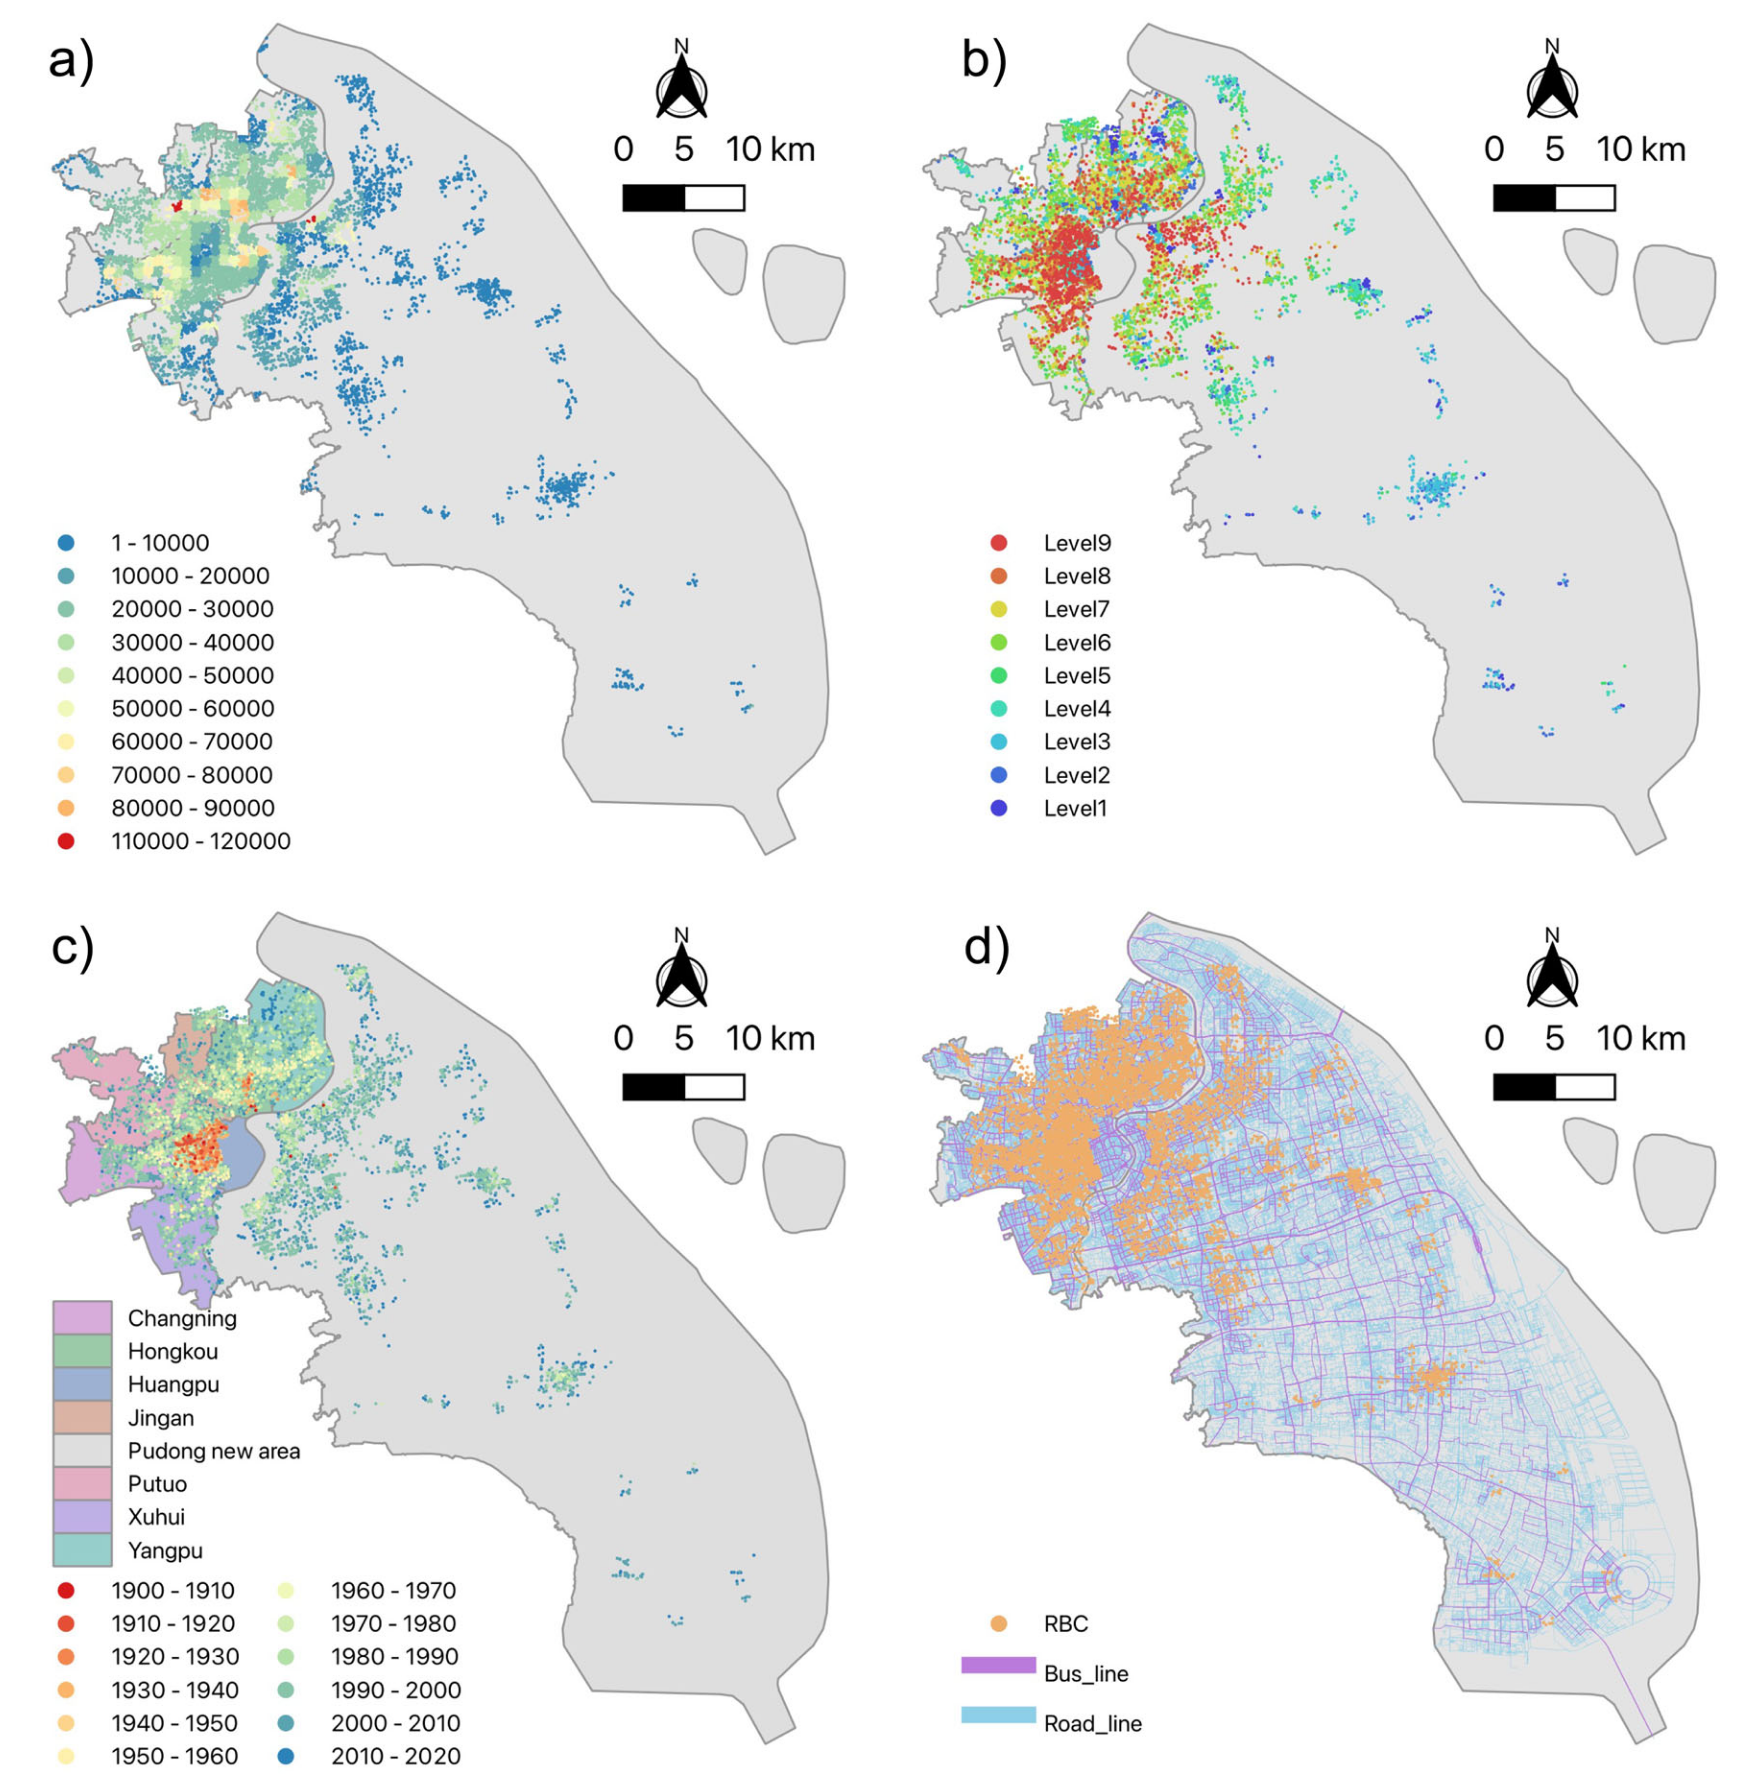 a)
N
0 5 10 km
1 - 10000
10000 - 20000
20000 - 30000
30000 - 40000
40000 - 50000
50000 - 60000
60000 - 70000
70000 - 80000
80000 - 90000
110000 - 120000
b)
N
0 5 10 km
Level9
Level8
Level7
Level6
Level5
Level4
Level3
Level2
Level1
c)
N
0 5 10 km
Changning
Hongkou
Huangpu
Jingan
Pudong new area
Putuo
Xuhui
Yangpu
1900 - 1910
1910 - 1920
1920 - 1930
1930 - 1940
1940 - 1950
1950 - 1960
1960 - 1970
1970 - 1980
1980 - 1990
1990 - 2000
2000 - 2010
2010 - 2020
d)
N
0 5 10 km
RBC
Bus_line
Road_line